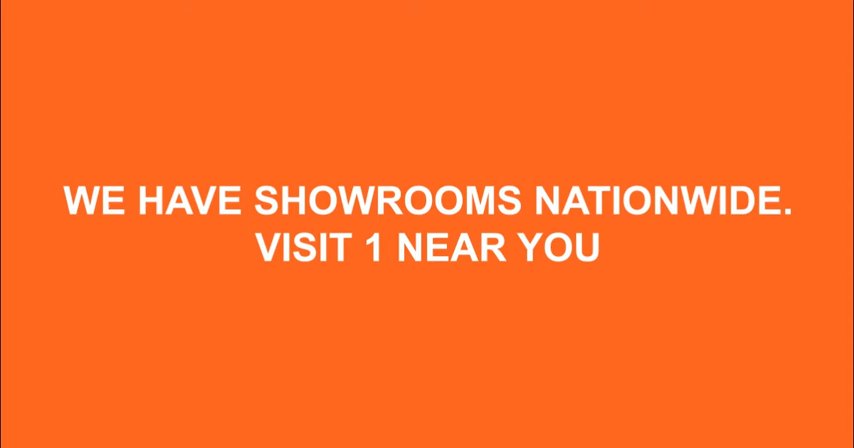 WE HAVE SHOWROOMS NATIONWIDE.
VISIT 1 NEAR YOU